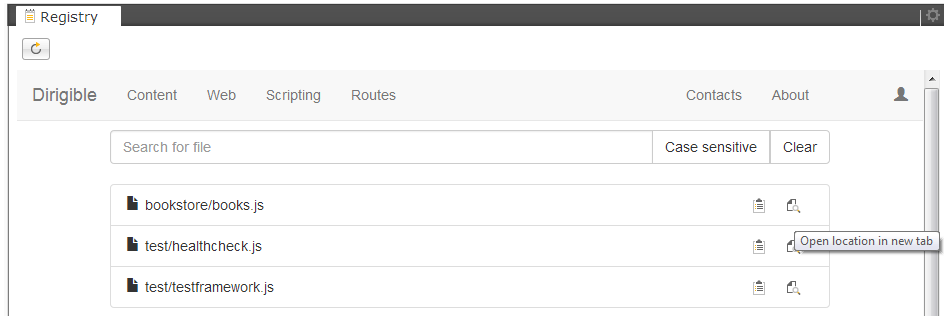 Registry
Dirigible Content Web Scripting Routes Contacts About
Search for file Case sensitive Clear
bookstore/books.js
Open location in new tab
test/healthcheck.js
test/testframework.js